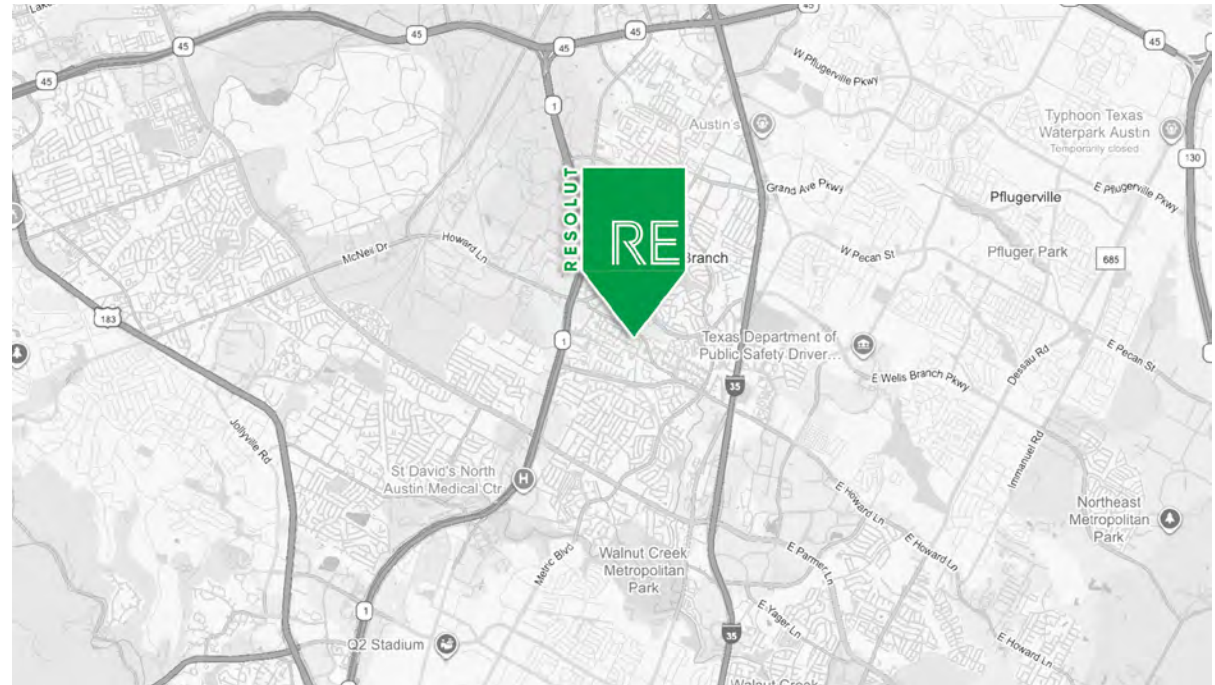 45
45
45
45
45
45
W Pflugerville Pkwy
1
Austin's
Typhoon Texas
Waterpark Austin
Temporarily closed
130
Grand Ave Pkwy
E Pflugerville Pkwy
Pflugerville
RESOLUT
RE
Branch
Howard Ln
McNeil Dr
W Pecan St
Pfluger Park
685
183
1
Texas Department of
Public Safety Driver...
E Pecan St
Dessau Rd
E Wells Branch Pkwy
35
Jollyville Rd
St David's North
Austin Medical Ctr
H
Immanuel Rd
E Howard Ln
Northeast
Metropolitan
Park
E Howard Ln
Metric Blvd
Walnut Creek
Metropolitan
Park
E Parmer Ln
1
E Yager Ln
35
Q2 Stadium
E Howard Ln
Walnut Creek